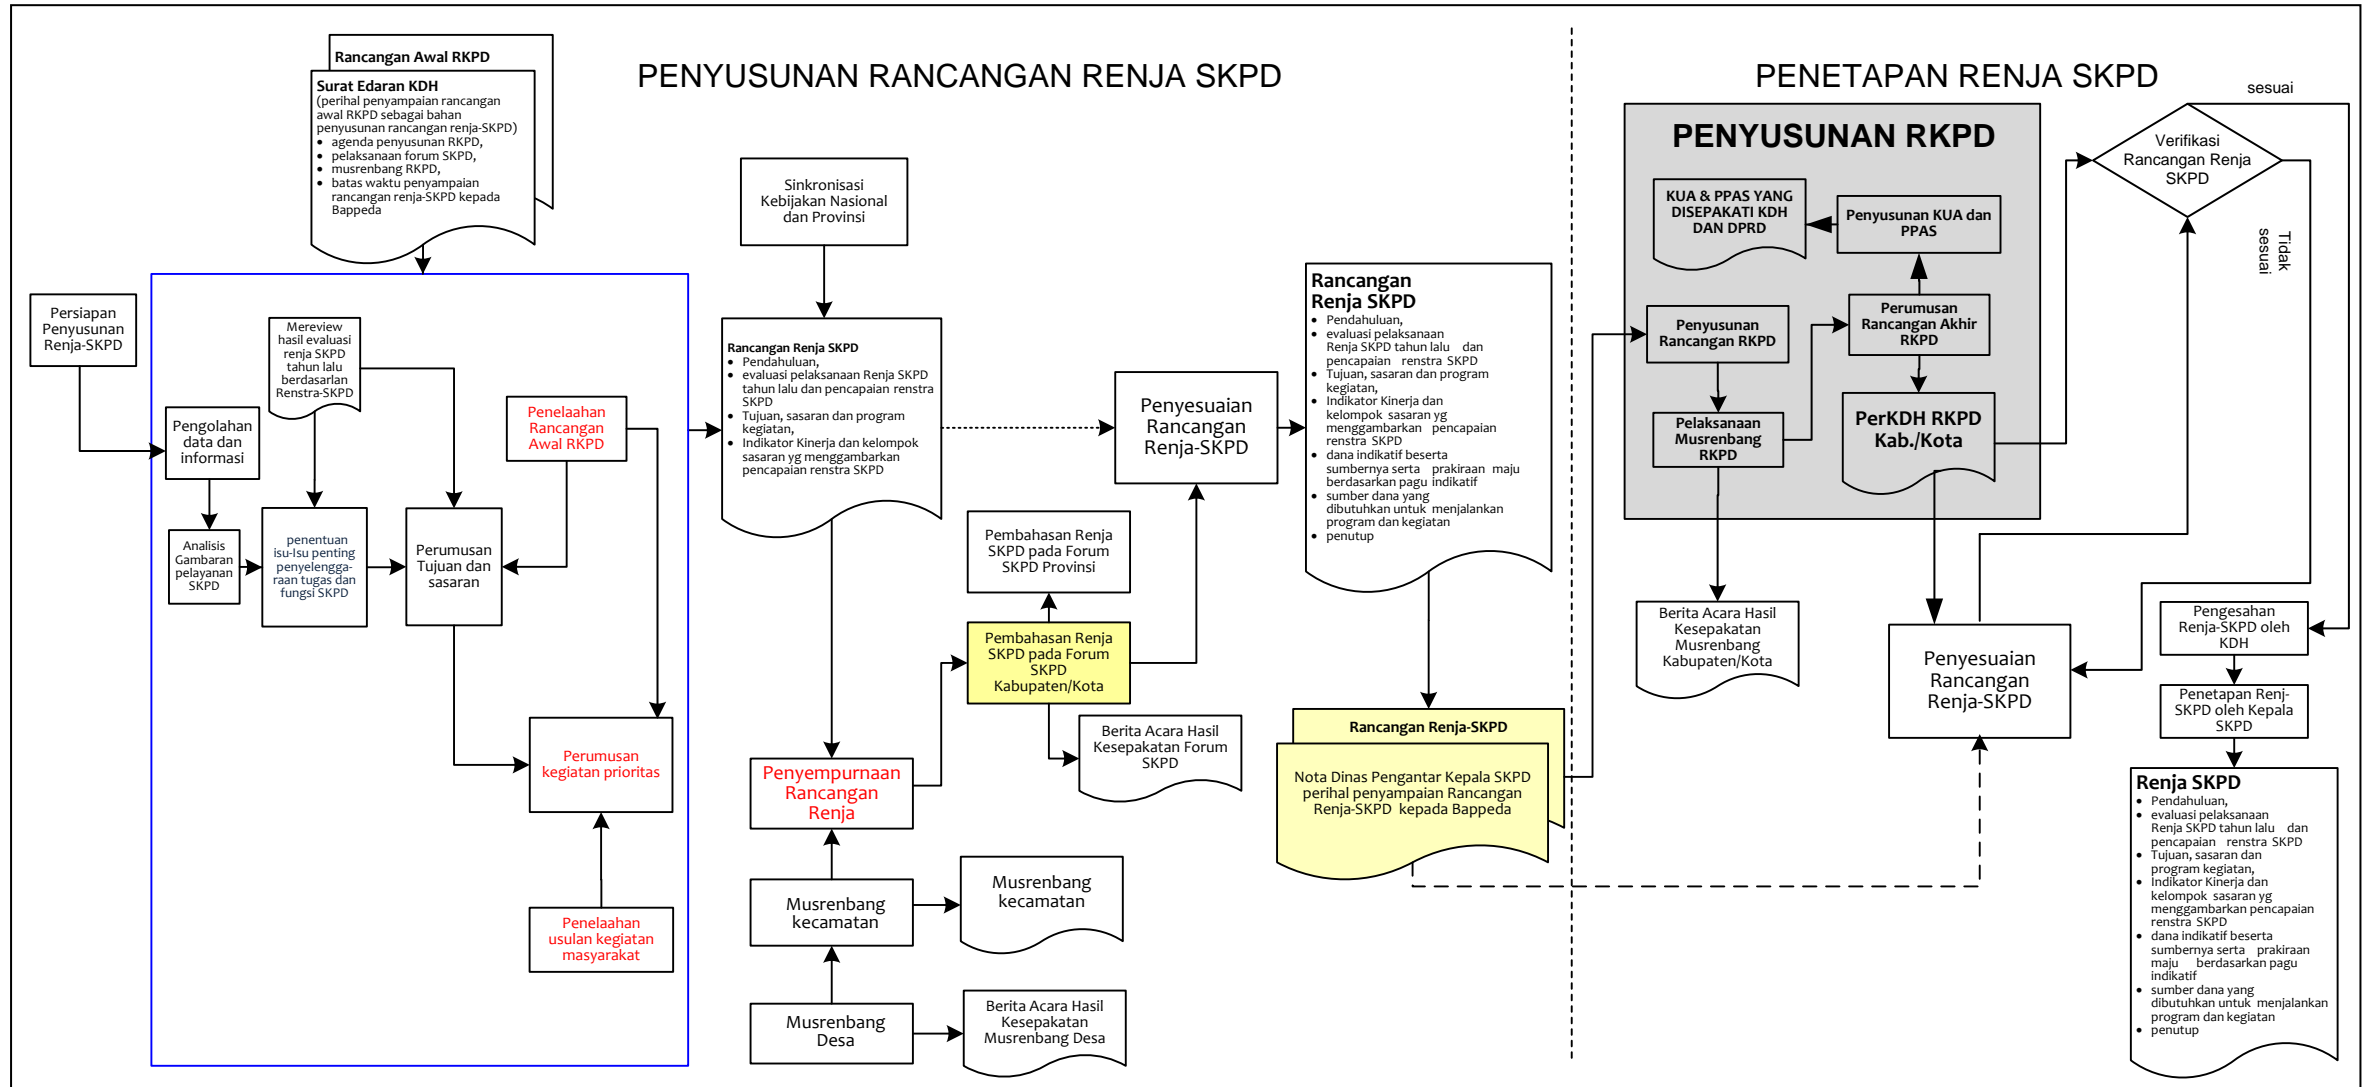 PENYUSUNAN RANCANGAN RENJA SKPD
PENETAPAN RENJA SKPD
Rancangan Awal RKPD
Surat Edaran KDH
(perihal penyampaian rancangan
awal RKPD sebagai bahan
penyusunan rancangan renja-SKPD)
• agenda penyusunan RKPD,
• pelaksanaan forum SKPD,
• musrenbang RKPD,
• batas waktu penyampaian
rancangan renja-SKPD kepada
Bappeda
Persiapan
Penyusunan
Renja-SKPD
Mereview
hasil evaluasi
renja SKPD
tahun lalu
berdasarlan
Renstra-SKPD
Pengolahan
data dan
informasi
Analisis
Gambaran
pelayanan
SKPD
penentuan
isu-Isu penting
penyelengga-
raan tugas dan
fungsi SKPD
Perumusan
Tujuan dan
sasaran
Penelaahan
Rancangan
Awal RKPD
Perumusan
kegiatan prioritas
Penelaahan
usulan kegiatan
masyarakat
Sinkronisasi
Kebijakan Nasional
dan Provinsi
Rancangan Renja SKPD
• Pendahuluan,
• evaluasi pelaksanaan Renja SKPD
tahun lalu dan pencapaian renstra
SKPD
• Tujuan, sasaran dan program
kegiatan,
• Indikator Kinerja dan kelompok
sasaran yg menggambarkan
pencapaian renstra SKPD
Penyempurnaan
Rancangan
Renja
Musrenbang
kecamatan
Musrenbang
kecamatan
Musrenbang
Desa
Berita Acara Hasil
Kesepakatan
Musrenbang Desa
Pembahasan Renja
SKPD pada Forum
SKPD Provinsi
Pembahasan Renja
SKPD pada Forum
SKPD
Kabupaten/Kota
Berita Acara Hasil
Kesepakatan Forum
SKPD
Penyesuaian
Rancangan
Renja-SKPD
Rancangan
Renja SKPD
• Pendahuluan,
• evaluasi pelaksanaan
Renja SKPD tahun lalu dan
pencapaian renstra SKPD
• Tujuan, sasaran dan program
kegiatan,
• Indikator Kinerja dan
kelompok sasaran yg
menggambarkan pencapaian
renstra SKPD
• dana indikatif beserta
sumbernya serta prakiraan maju
berdasarkan pagu indikatif
• sumber dana yang
dibutuhkan untuk menjalankan
program dan kegiatan
• penutup
Rancangan Renja-SKPD
Nota Dinas Pengantar Kepala SKPD
perihal penyampaian Rancangan
Renja-SKPD kepada Bappeda
PENYUSUNAN RKPD
KUA & PPAS YANG
DISEPAKATI KDH
DAN DPRD
Penyusunan KUA dan
PPAS
Penyusunan
Rancangan RKPD
Perumusan
Rancangan Akhir
RKPD
Pelaksanaan
Musrenbang
RKPD
PerKDH RKPD
Kab./Kota
Berita Acara Hasil
Kesepakatan
Musrenbang
Kabupaten/Kota
Penyesuaian
Rancangan
Renja-SKPD
sesuai
Verifikasi
Rancangan Renja
SKPD
Tidak
sesuai
Pengesahan
Renja-SKPD oleh
KDH
Penetapan Renj-
SKPD oleh Kepala
SKPD
Renja SKPD
• Pendahuluan,
• evaluasi pelaksanaan
Renja SKPD tahun lalu dan
pencapaian renstra SKPD
• Tujuan, sasaran dan
program kegiatan,
• Indikator Kinerja dan
kelompok sasaran yg
menggambarkan pencapaian
renstra SKPD
• dana indikatif beserta
sumbernya serta prakiraan
maju berdasarkan pagu
indikatif
• sumber dana yang
dibutuhkan untuk menjalankan
program dan kegiatan
• penutup